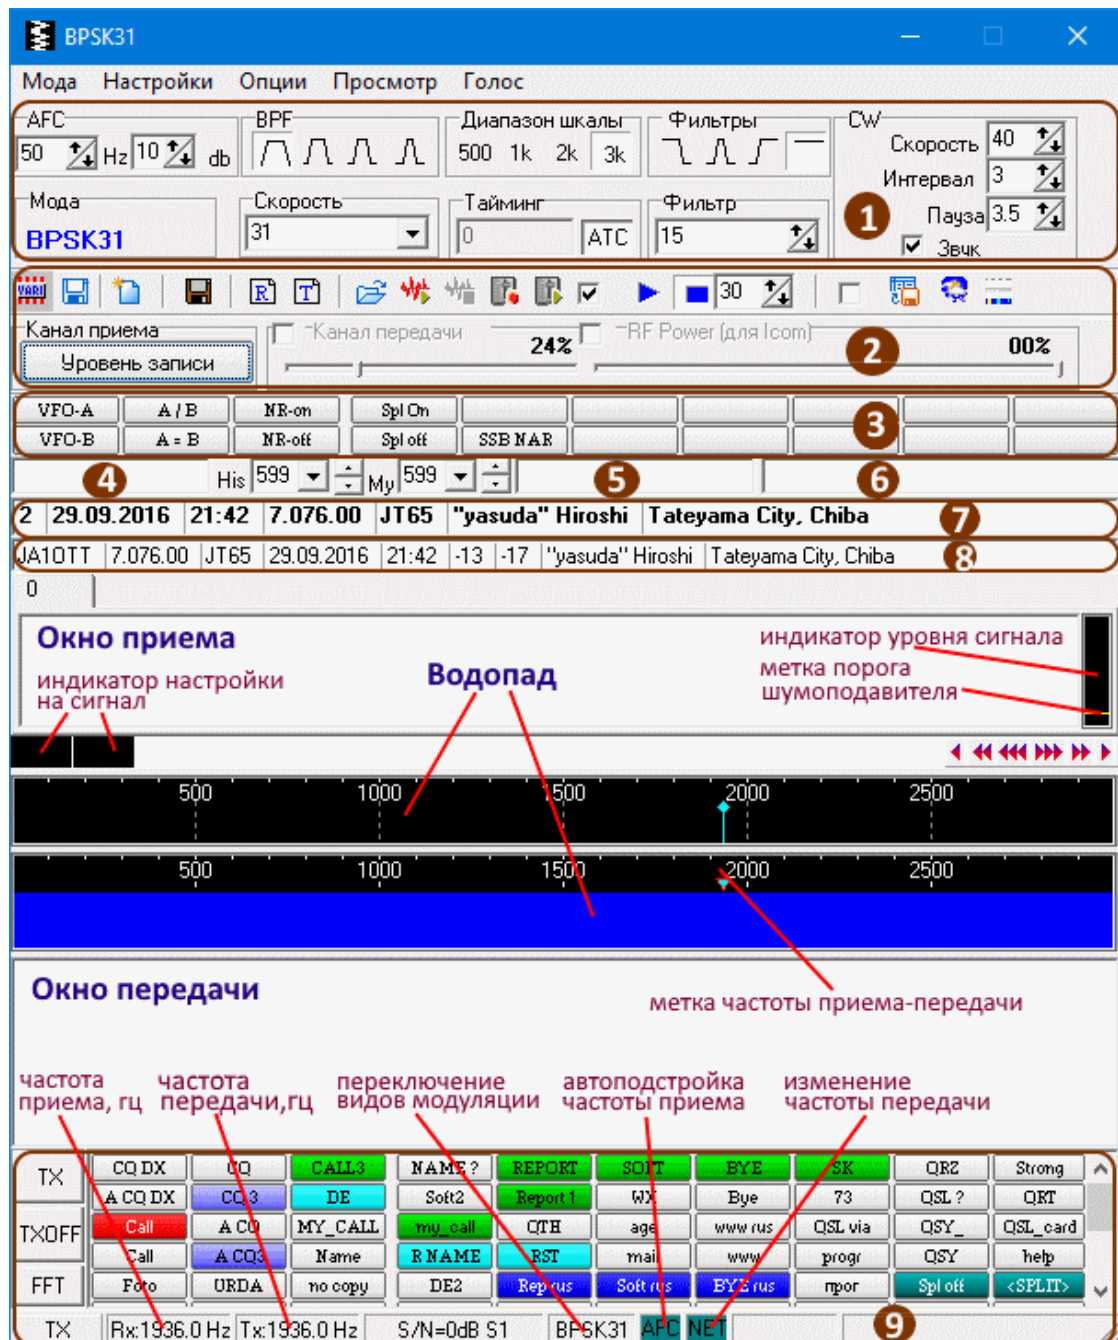 BPSK31
Мода Настройки Опции Просмотр Голос
AFC BPF Диапазон шкалы Фильтры CW
50 Hz 10 db 500 1k 2k 3k Скорость 40
Интервал 3
Мода Скорость Тайминг Фильтр Пауза 3.5
BPSK31 31 0 ATC 15 1 Звук
YARU R T 30
Канал приема Канал передачи 24% RF Power (для Icom) 00%
Уровень записи 2
VFO-A A / B NR-on Spl On
VFO-B A = B NR-off Spl off SSB NAR 3
4 His 599 My 599 5 6
2 29.09.2016 21:42 7.076.00 JT65 "yasuda" Hiroshi Tateyama City, Chiba 7
JA1OTT 7.076.00 JT65 29.09.2016 21:42 -13 -17 "yasuda" Hiroshi Tateyama City, Chiba 8
0
Окно приема
индикатор настройки
на сигнал
Водопад
индикатор уровня сигнала
метка порога
шумоподавителя
500 1000 1500 2000 2500
500 1000 1500 2000 2500
Окно передачи
метка частоты приема-передачи
частота
приема, гц
частота
передачи,гц
переключение
видов модуляции
автоподстройка
частоты приема
изменение
частоты передачи
TX CQ DX CQ CALL3 NAME ? REPORT SOFT BYE SK QRZ Strong
A CQ DX CQ 3 DE Soft2 Report 1 WX Bye 73 QSL ? QRT
TXOFF Call A CQ MY_CALL my_call QTH age www rus QSL via QSY_ QSL_card
Call A CQ3 Name R NAME RST mail www progr QSY help
FFT Foto URDA no copy DE2 Rep rus Soft rus BYE rus прог Spl off <SPLIT>
TX Rx:1936.0 Hz Tx:1936.0 Hz S/N=0dB S1 BPSK31 AFC NET 9